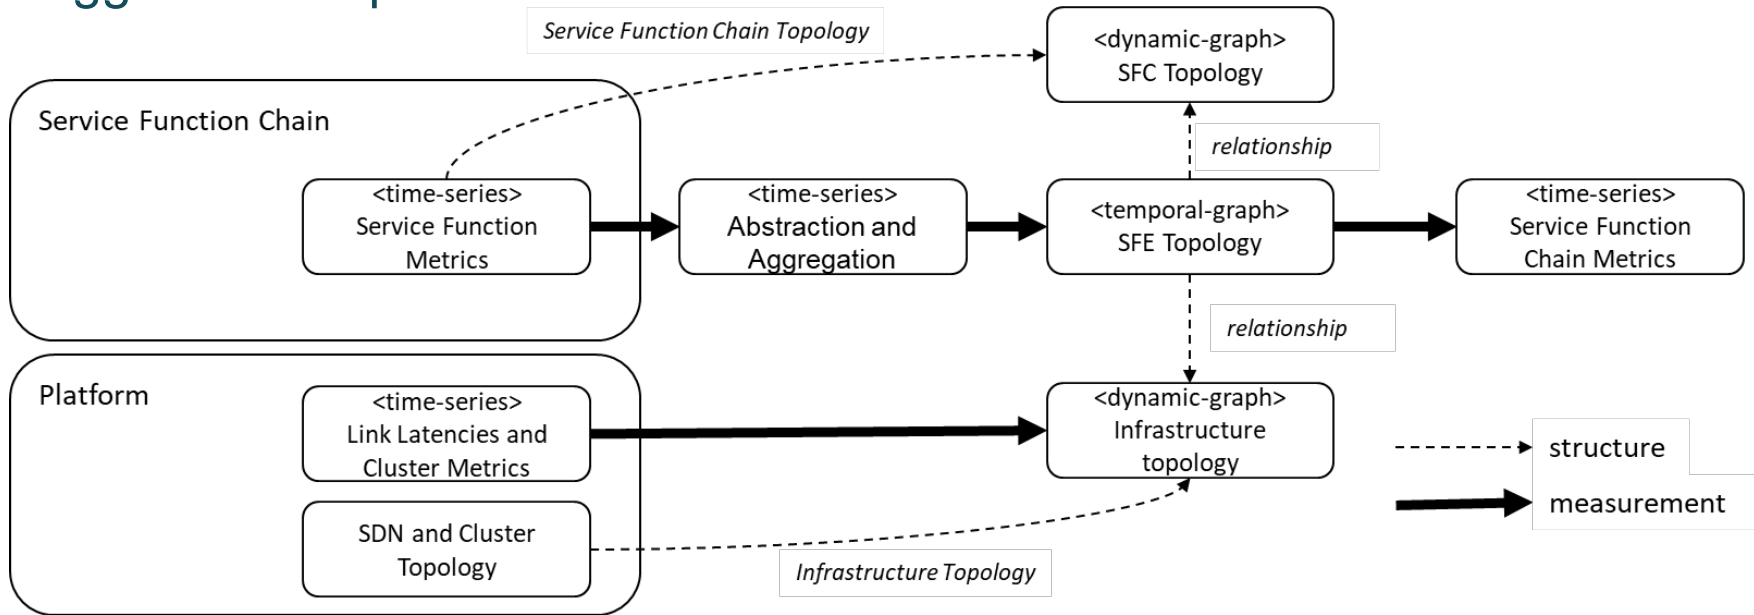 Service Function Chain Topology
<dynamic-graph>
SFC Topology
Service Function Chain
relationship
<time-series>
Service Function
Metrics
<time-series>
Abstraction and
Aggregation
<temporal-graph>
SFE Topology
<time-series>
Service Function
Chain Metrics
relationship
Platform
<time-series>
Link Latencies and
Cluster Metrics
<dynamic-graph>
Infrastructure
topology
structure
measurement
SDN and Cluster
Topology
Infrastructure Topology